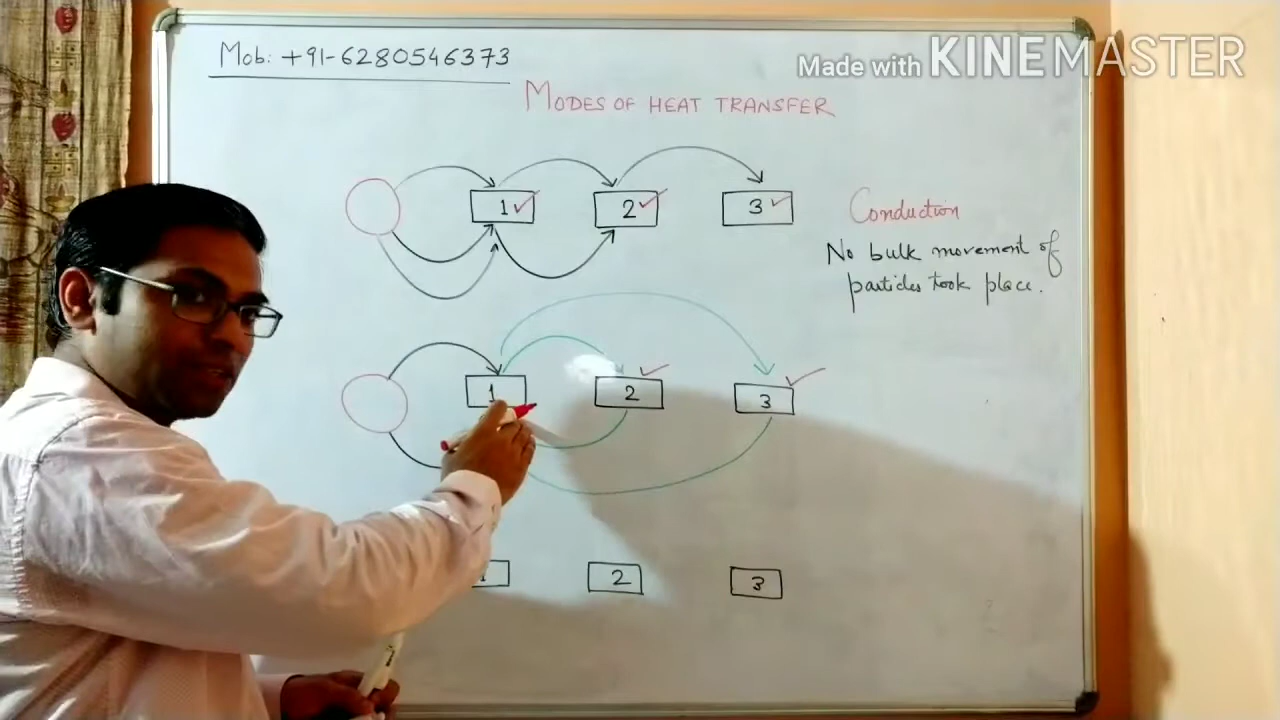 Mob: +91-6280546373
Made with KINEMASTER
MODES OF HEAT TRANSFER
1 2 3
Conduction
No bulk movement of
particles took place.
1 2 3
1 2 3